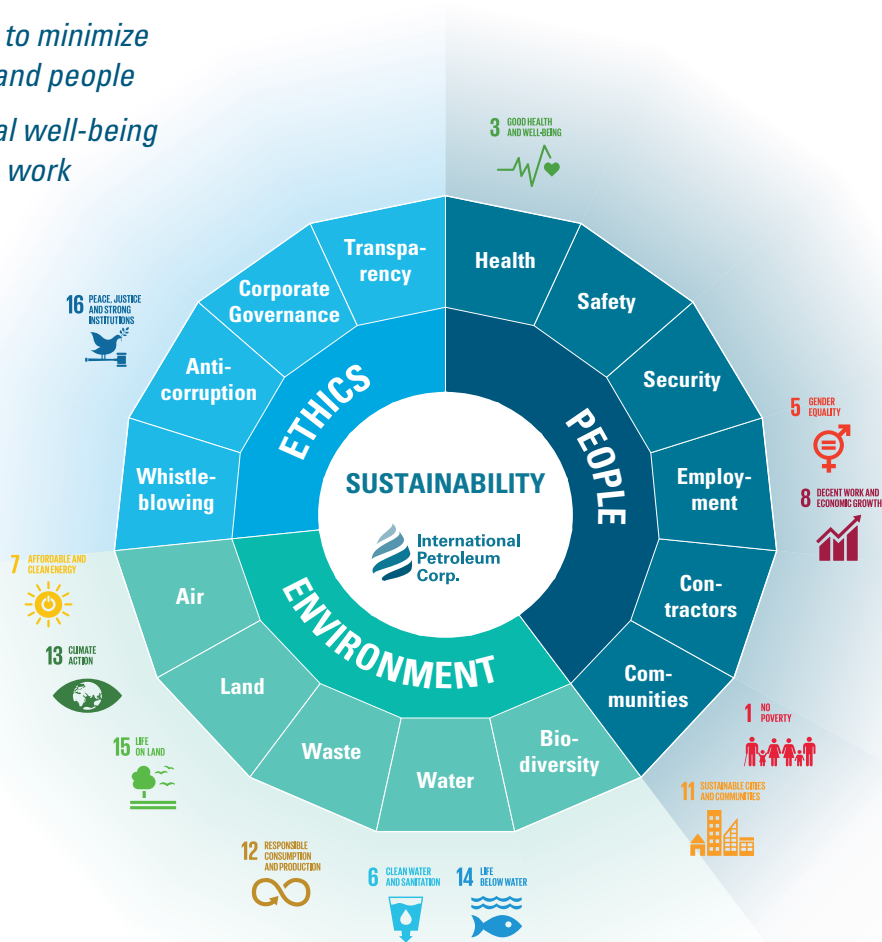 to minimize
and people
al well-being
work
3 GOOD HEALTH
AND WELL-BEING
Transpa-
rency
Health
Corporate
Governance
Safety
16 PEACE, JUSTICE
AND STRONG
INSTITUTIONS
Anti-
corruption
Security
ETHICS
PEOPLE
5 GENDER
EQUALITY
Whistle-
blowing
SUSTAINABILITY
Employ-
ment
8 DECENT WORK AND
ECONOMIC GROWTH
International
Petroleum
Corp.
7 AFFORDABLE AND
CLEAN ENERGY
Air
Con-
tractors
ENVIRONMENT
13 CLIMATE
ACTION
Land
Com-
munities
1 NO
POVERTY
15 LIFE
ON LAND
Waste
Water
Bio-
diversity
11 SUSTAINABLE CITIES
AND COMMUNITIES
12 RESPONSIBLE
CONSUMPTION
AND PRODUCTION
6 CLEAN WATER
AND SANITATION
14 LIFE
BELOW WATER